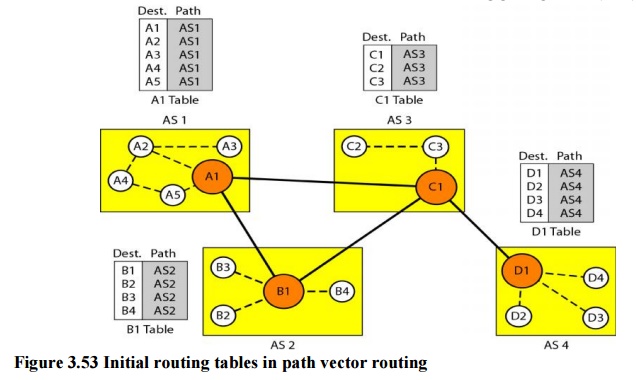 Dest. Path
A1 AS1
A2 AS1
A3 AS1
A4 AS1
A5 AS1
A1 Table
Dest. Path
C1 AS3
C2 AS3
C3 AS3
C1 Table
AS 1
AS 3
A2
A3
A4
A5
A1
C2
C3
C1
Dest. Path
D1 AS4
D2 AS4
D3 AS4
D4 AS4
D1 Table
Dest. Path
B1 AS2
B2 AS2
B3 AS2
B4 AS2
B1 Table
B3
B1
B4
B2
AS 2
D1
D4
D2
D3
AS 4
Figure 3.53 Initial routing tables in path vector routing